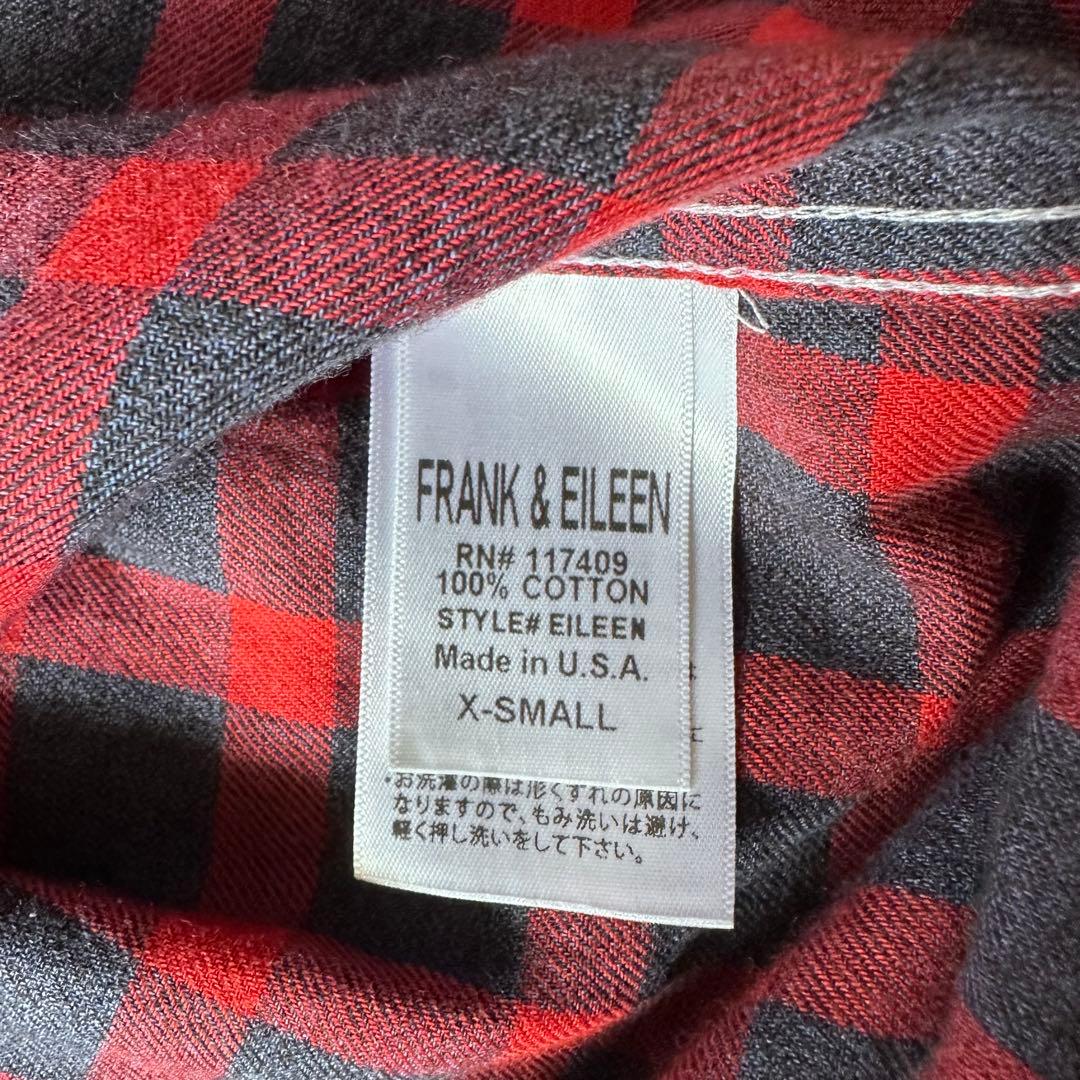 FRANK & EILEEN
RN# 117409
100% COTTON
STYLE# EILEEN
Made in U.S.A.
X-SMALL
・お洗濯の際は形くずれの原因に
なりますので、もみ洗いは避け、
軽く押し洗いをして下さい。